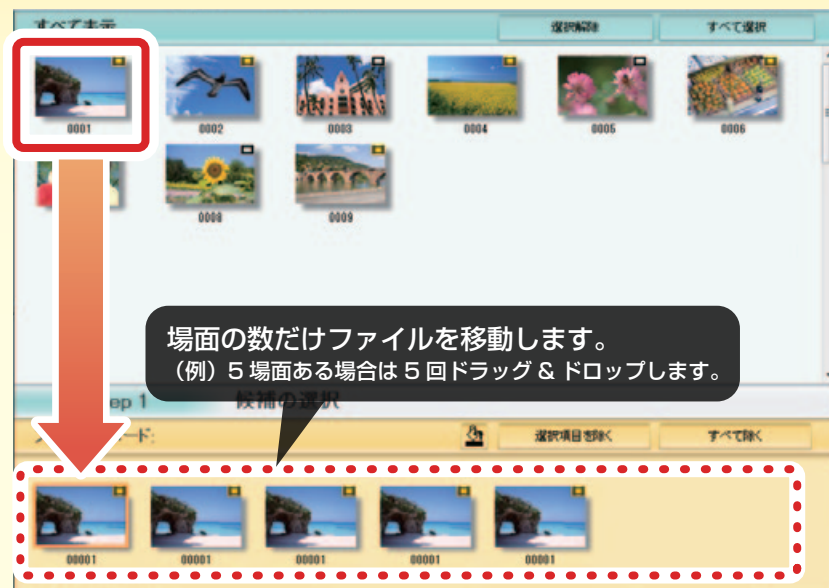 すべて表示
選択解除 すべて選択
0001 0002 0003 0004 0005 0006
0008 0009
場面の数だけファイルを移動します。
（例）5 場面ある場合は 5 回ドラッグ & ドロップします。
ep 1 候補の選択
ード: 選択項目を除く すべて除く
00001 00001 00001 00001 00001